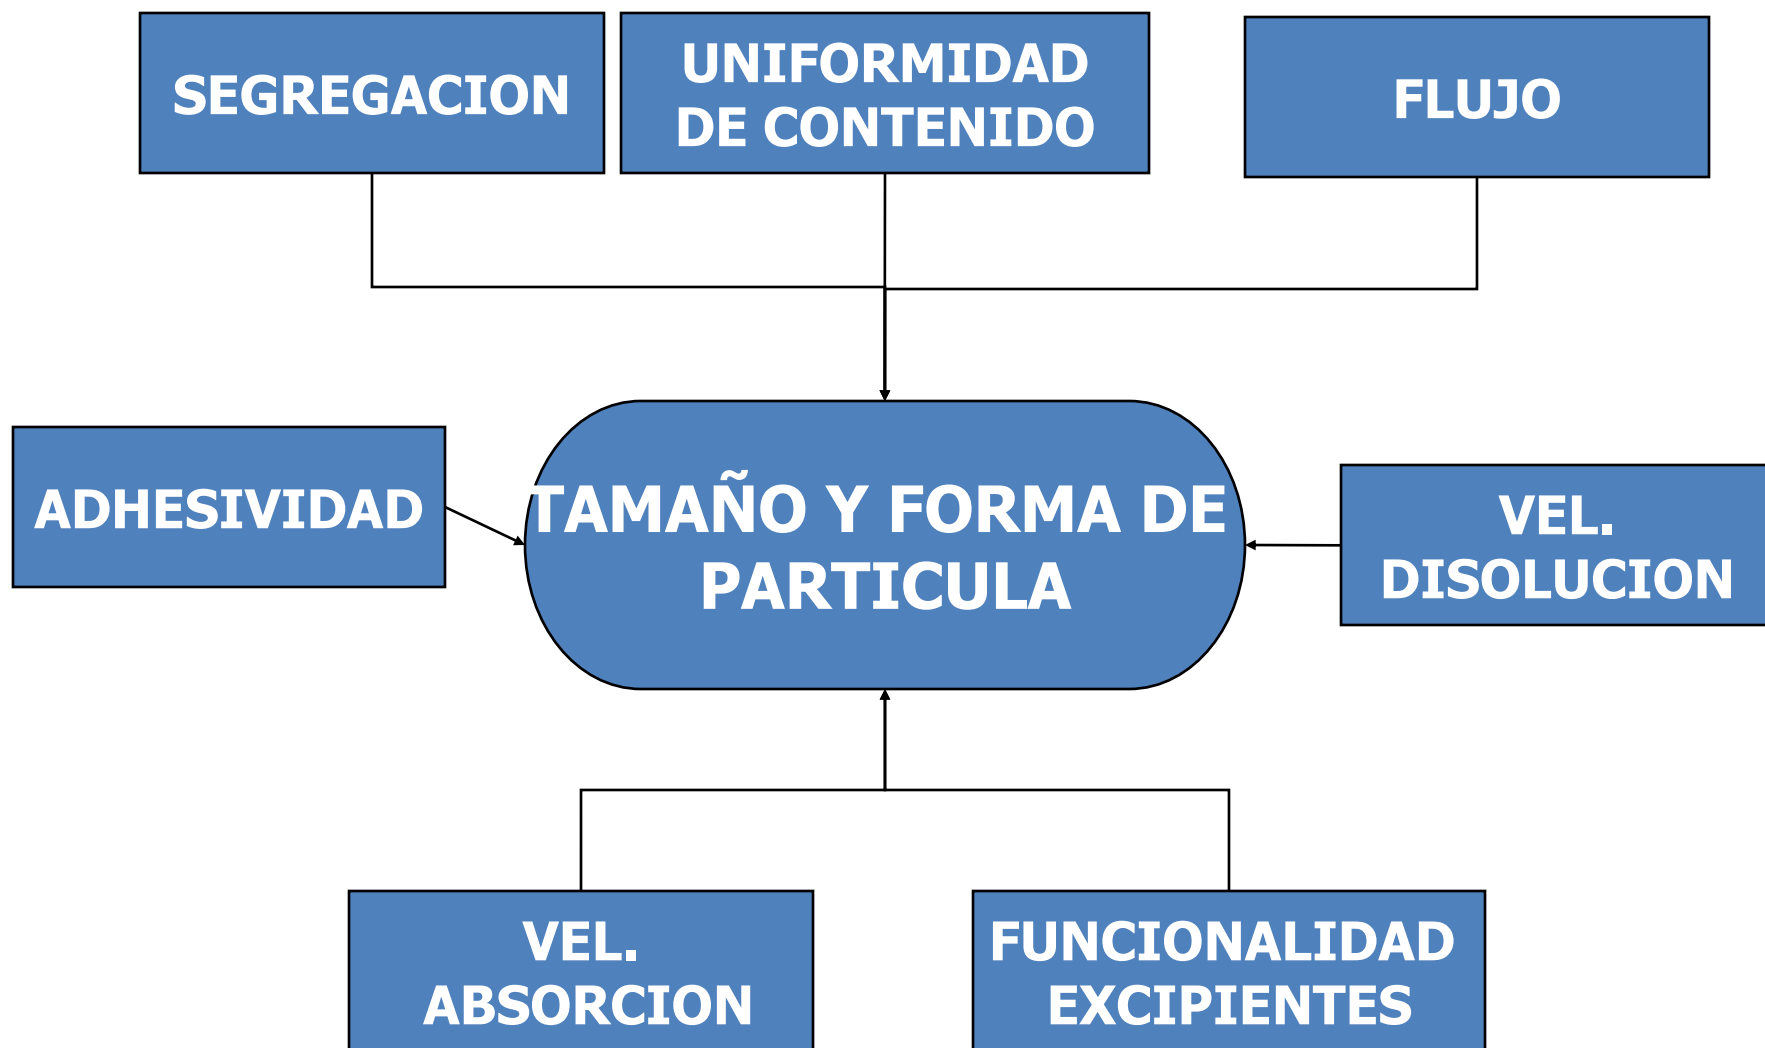 SEGREGACION
UNIFORMIDAD
DE CONTENIDO
FLUJO
ADHESIVIDAD
TAMAÑO Y FORMA DE
PARTICULA
VEL.
DISOLUCION
VEL.
ABSORCION
FUNCIONALIDAD
EXCIPIENTES